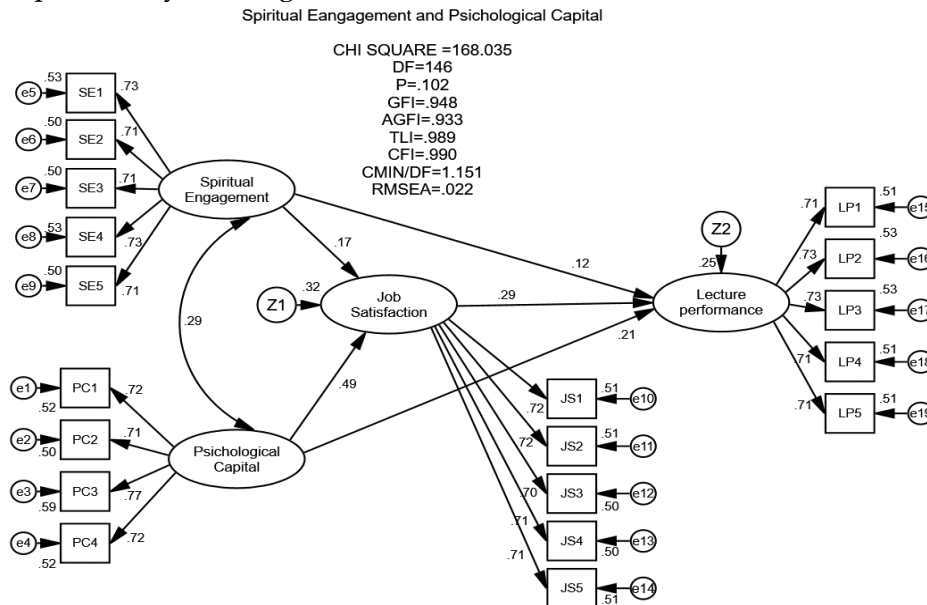 Spiritual Eangagement and Psichological Capital
CHI SQUARE =168.035
DF=146
P=.102
GFI=.948
AGFI=.933
TLI=.989
CFI=.990
CMIN/DF=1.151
RMSEA=.022
.53
e5
SE1
.73
.50
e6
SE2
.71
.50
e7
SE3
.71
.53
e8
SE4
.73
.50
e9
SE5
.71
Spiritual
Engagement
.29
.17
.12
.32
Z1
Job
Satisfaction
.29
.21
.49
Z2
.25
Lecture
performance
.71
LP1
.51
e15
.73
LP2
.53
e16
.73
LP3
.53
e17
.71
LP4
.51
e18
.71
LP5
.51
e19
e1
.52
PC1
.72
e2
.50
PC2
.71
e3
.59
PC3
.77
e4
.52
PC4
.72
Psichological
Capital
.72
JS1
.51
e10
.72
JS2
.51
e11
.70
JS3
.50
e12
.71
JS4
.50
e13
.71
JS5
.51
e14